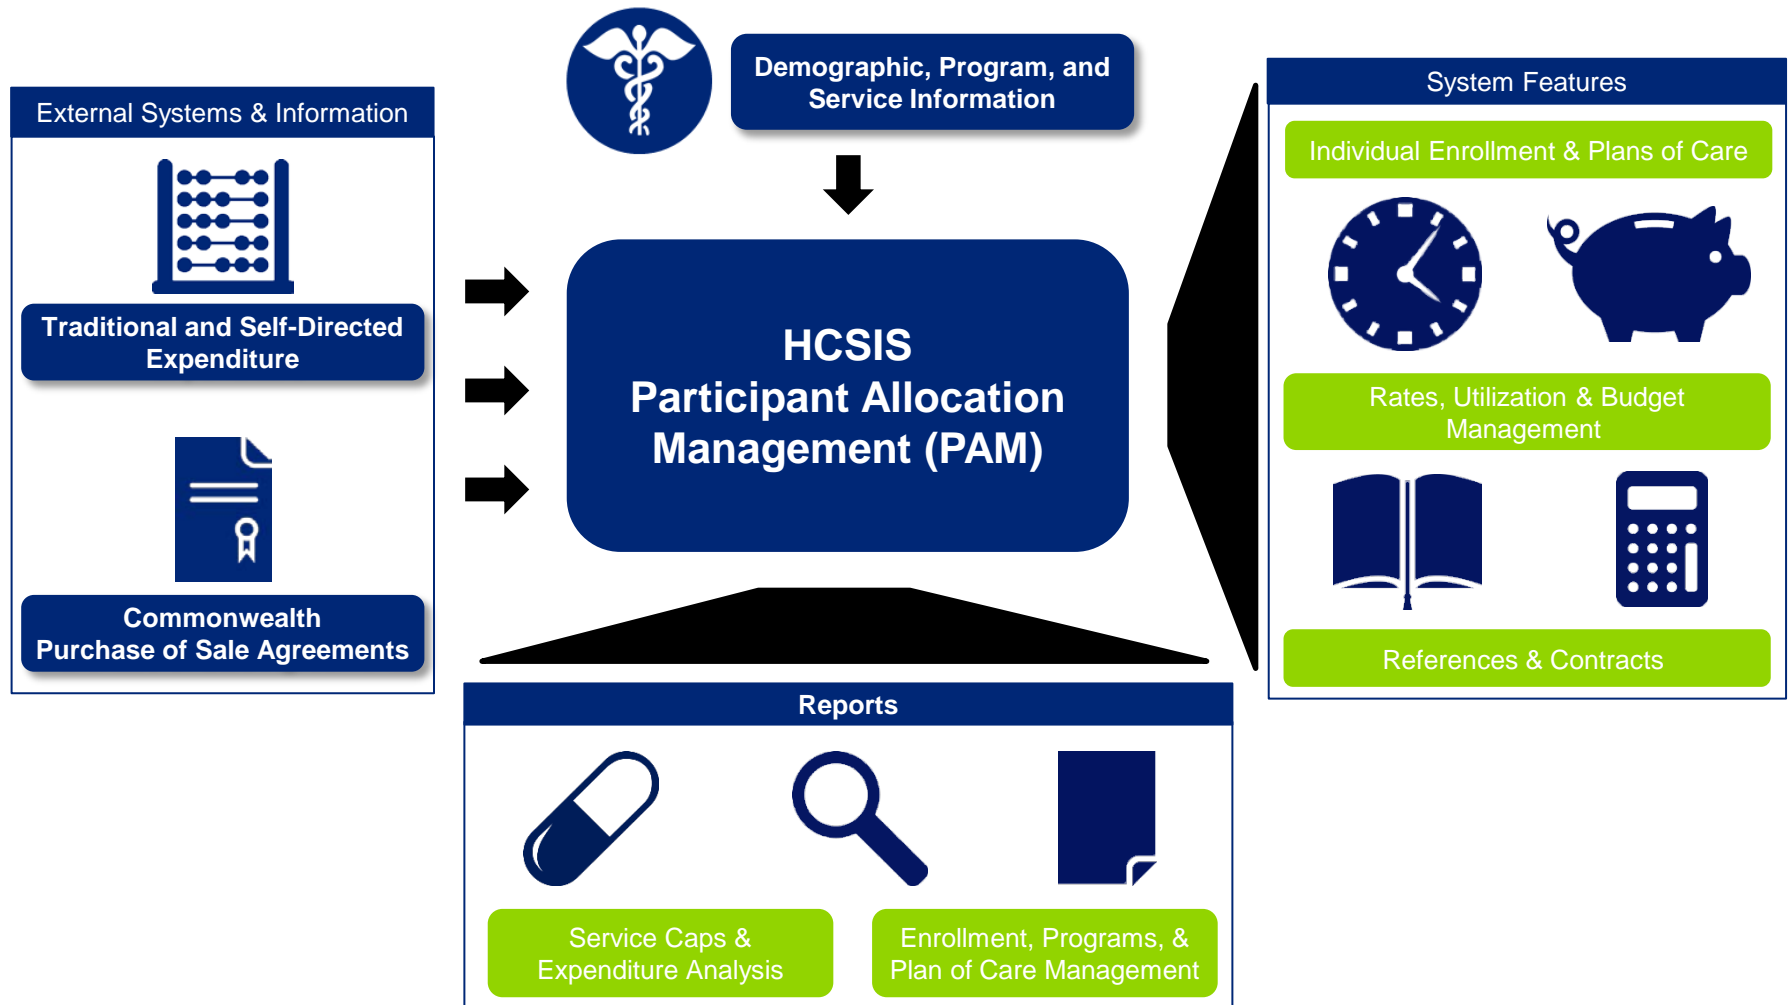 Demographic, Program, and
Service Information
External Systems & Information
Traditional and Self-Directed
Expenditure
Commonwealth
Purchase of Sale Agreements
HCSIS
Participant Allocation
Management (PAM)
System Features
Individual Enrollment & Plans of Care
Rates, Utilization & Budget
Management
References & Contracts
Reports
Service Caps &
Expenditure Analysis
Enrollment, Programs, &
Plan of Care Management